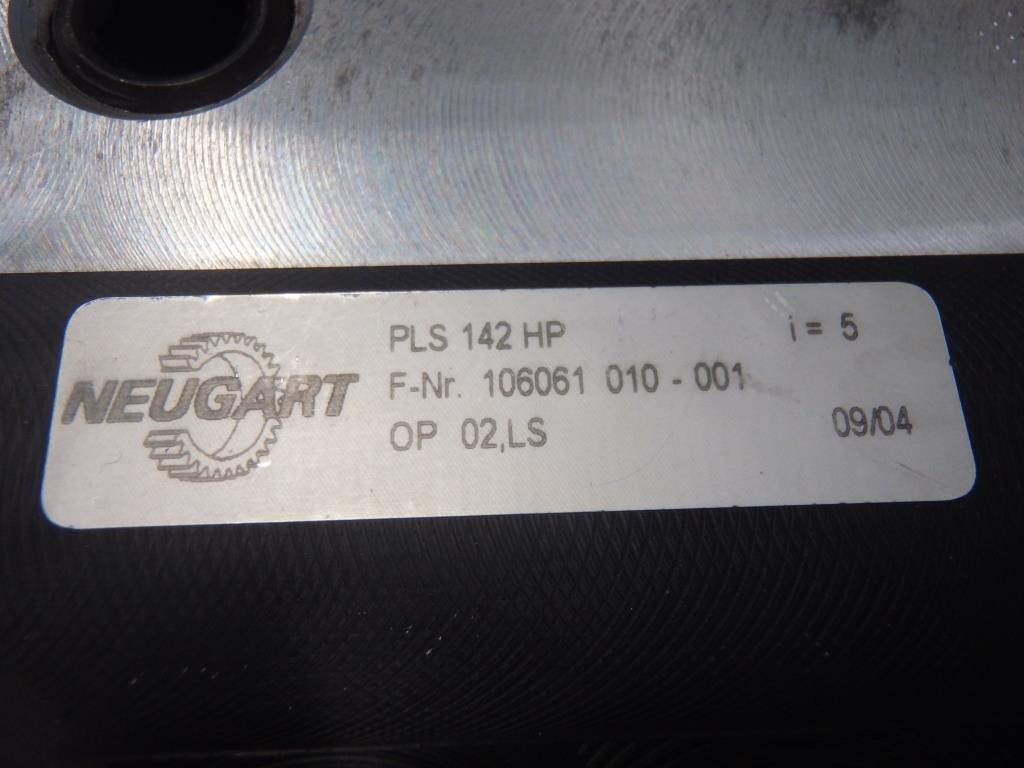 NEUGART
PLS 142 HP i = 5
F-Nr. 106061 010 - 001
OP 02,LS 09/04